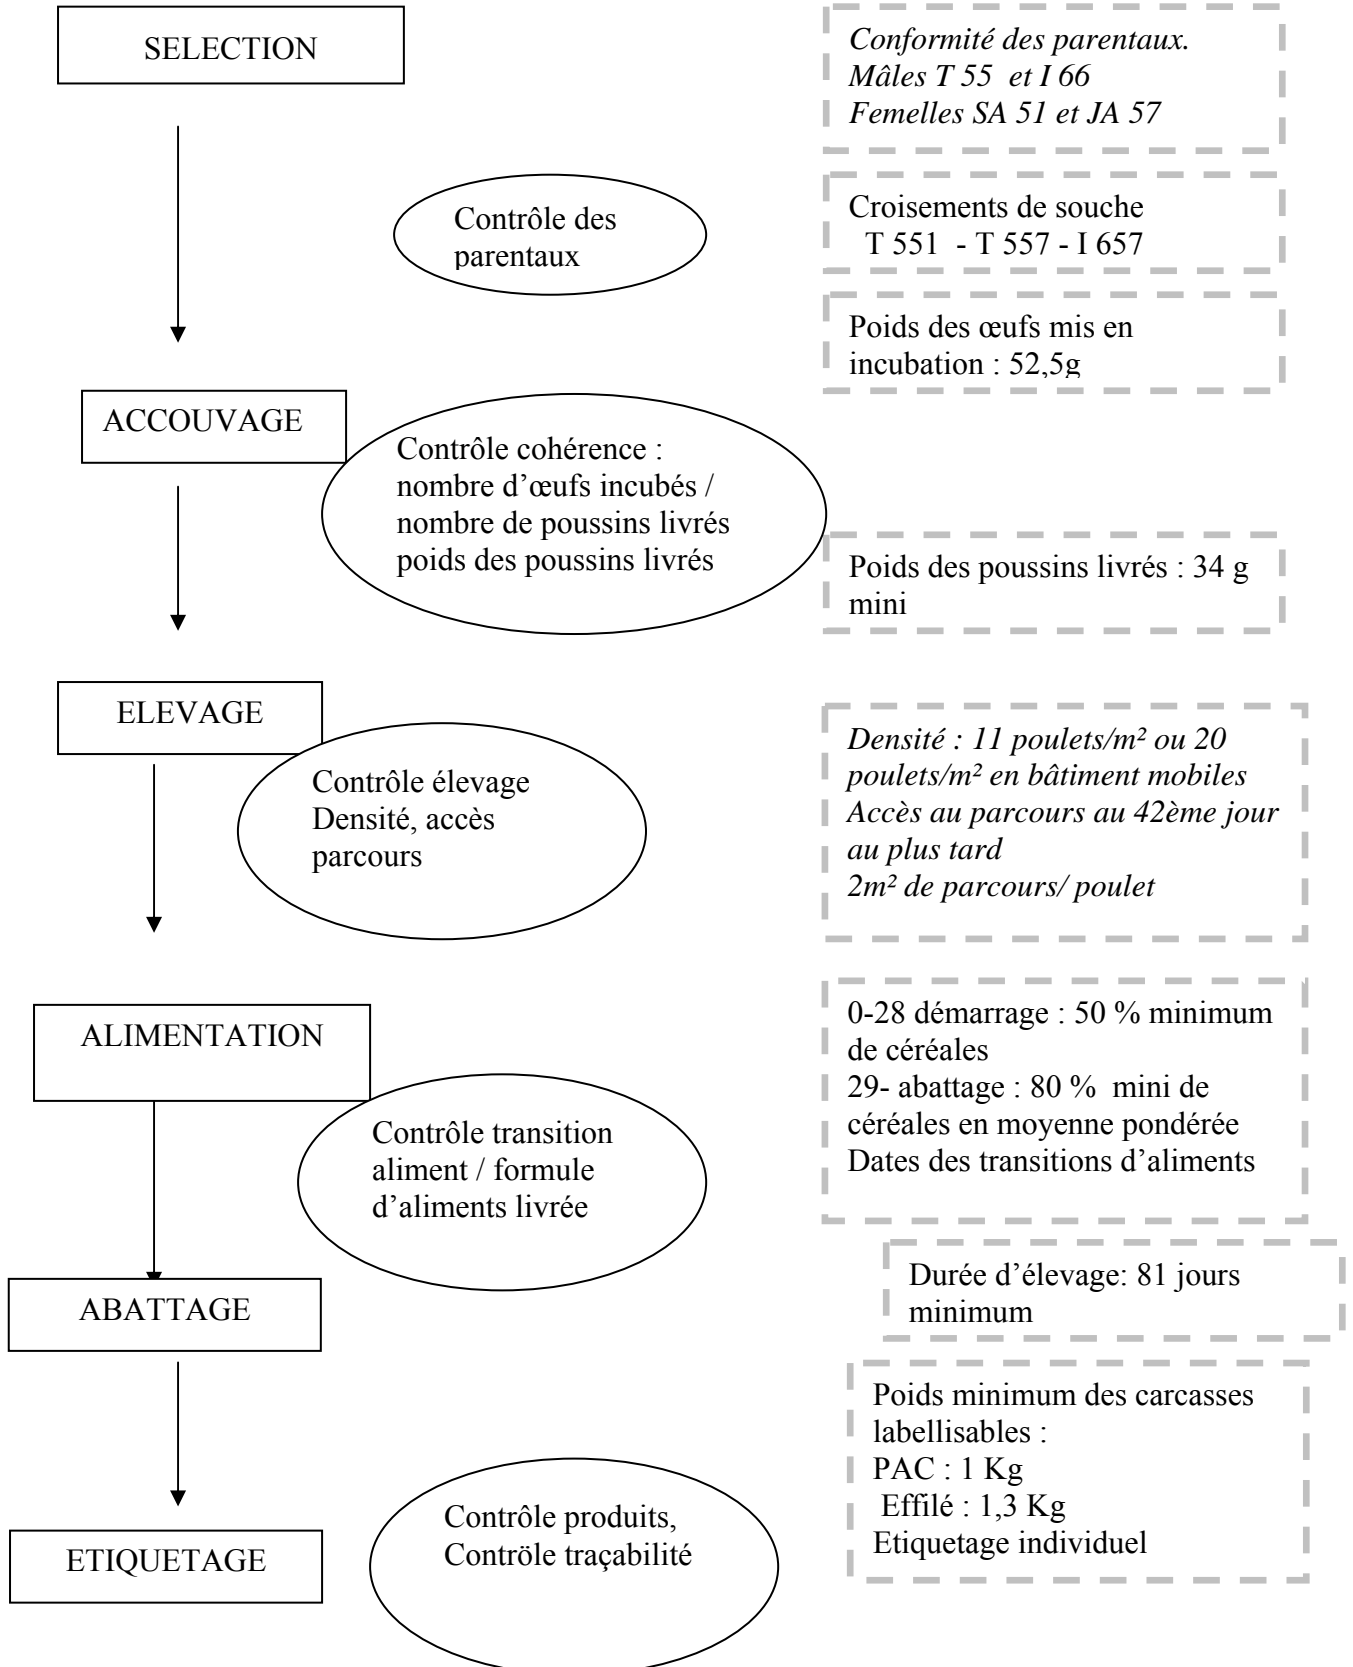 SELECTION
Conformité des parentaux.
Mâles T 55 et I 66
Femelles SA 51 et JA 57
Contrôle des
parentaux
Croisements de souche
T 551 - T 557 - I 657
Poids des œufs mis en
incubation : 52,5g
ACCOUVAGE
Contrôle cohérence :
nombre d’œufs incubés /
nombre de poussins livrés
poids des poussins livrés
Poids des poussins livrés : 34 g
mini
ELEVAGE
Contrôle élevage
Densité, accès
parcours
Densité : 11 poulets/m² ou 20
poulets/m² en bâtiment mobiles
Accès au parcours au 42ème jour
au plus tard
2m² de parcours/ poulet
ALIMENTATION
Contrôle transition
aliment / formule
d’aliments livrée
0-28 démarrage : 50 % minimum
de céréales
29- abattage : 80 % mini de
céréales en moyenne pondérée
Dates des transitions d’aliments
ABATTAGE
Durée d’élevage: 81 jours
minimum
Poids minimum des carcasses
labellisables :
PAC : 1 Kg
Effilé : 1,3 Kg
Etiquetage individuel
ETIQUETAGE
Contrôle produits,
Contröle traçabilité